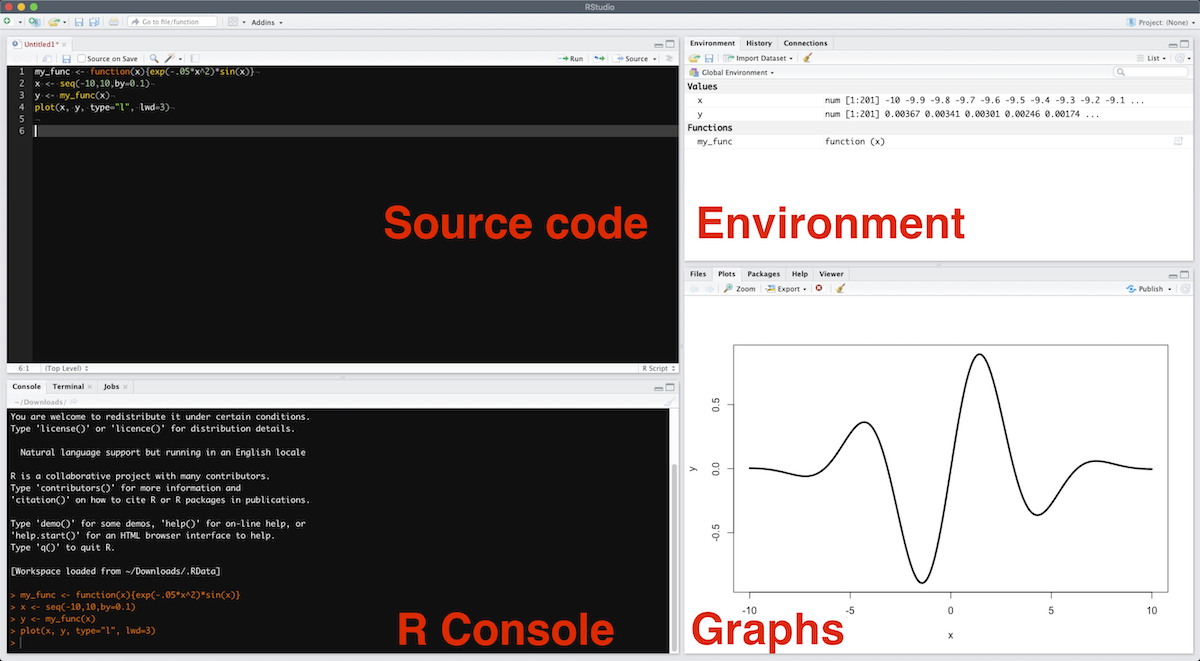 RStudio
Go to file/function
Addins
Project: (None)
Untitled1*
Source on Save
Run
Source
1 my_func <- function(x){exp(-.05*x^2)*sin(x)}
2 x <- seq(-10,10,by=0.1)
3 y <- my_func(x)
4 plot(x, y, type="l", lwd=3)
5
6
Source code
6:1 (Top Level) R Script
Console Terminal Jobs
~/Downloads/
You are welcome to redistribute it under certain conditions.
Type 'license()' or 'licence()' for distribution details.
Natural language support but running in an English locale
R is a collaborative project with many contributors.
Type 'contributors()' for more information and
'citation()' on how to cite R or R packages in publications.
Type 'demo()' for some demos, 'help()' for on-line help, or
'help.start()' for an HTML browser interface to help.
Type 'q()' to quit R.
[Workspace loaded from ~/Downloads/.RData]
> my_func <- function(x){exp(-.05*x^2)*sin(x)}
> x <- seq(-10,10,by=0.1)
> y <- my_func(x)
> plot(x, y, type="l", lwd=3)
>
R Console
Environment History Connections
Import Dataset List
Global Environment
Values
x num [1:201] -10 -9.9 -9.8 -9.7 -9.6 -9.5 -9.4 -9.3 -9.2 -9.1 ...
y num [1:201] 0.00367 0.00341 0.00301 0.00246 0.00174 ...
Functions
my_func function (x)
Environment
Files Plots Packages Help Viewer
Zoom Export Publish
0.5
0.0
-0.5
y
-10 -5 0 5 10
x
Graphs